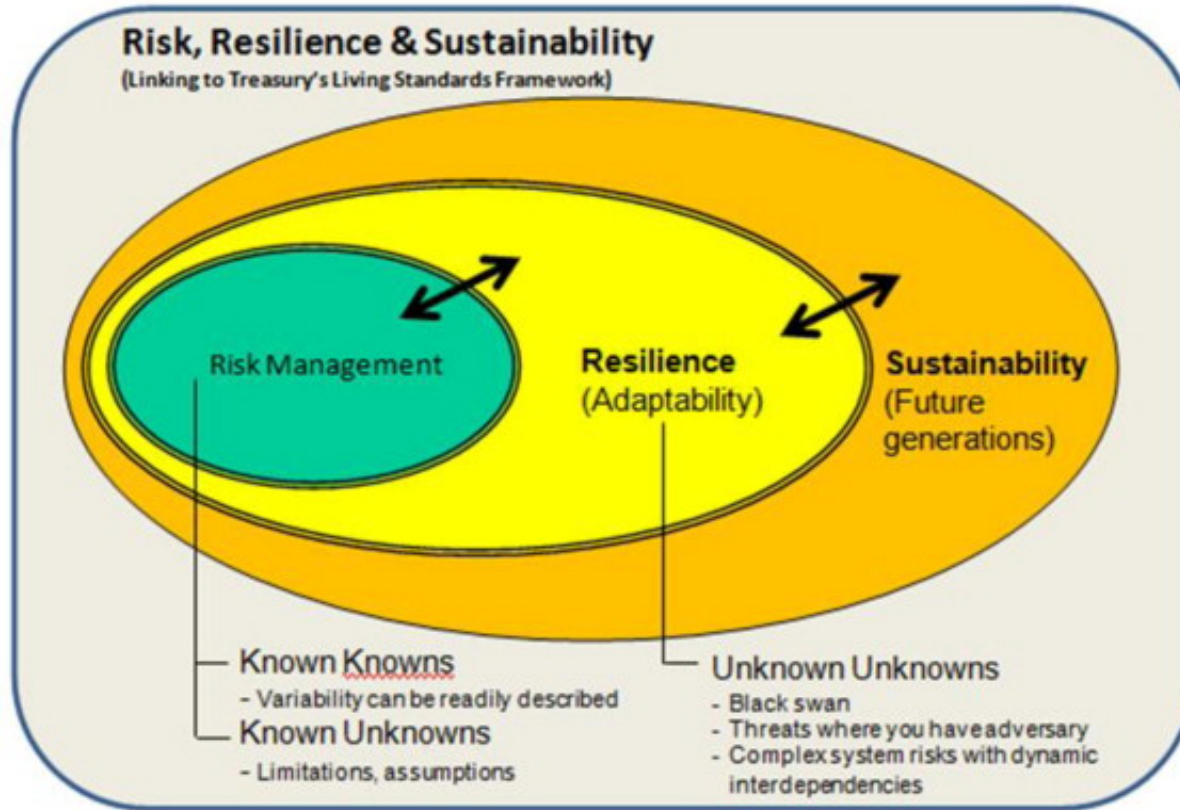 Risk, Resilience & Sustainability
(Linking to Treasury's Living Standards Framework)
Risk Management
Resilience
(Adaptability)
Sustainability
(Future
generations)
Known Knowns
- Variability can be readily described
Known Unknowns
- Limitations, assumptions
Unknown Unknowns
- Black swan
- Threats where you have adversary
- Complex system risks with dynamic
interdependencies